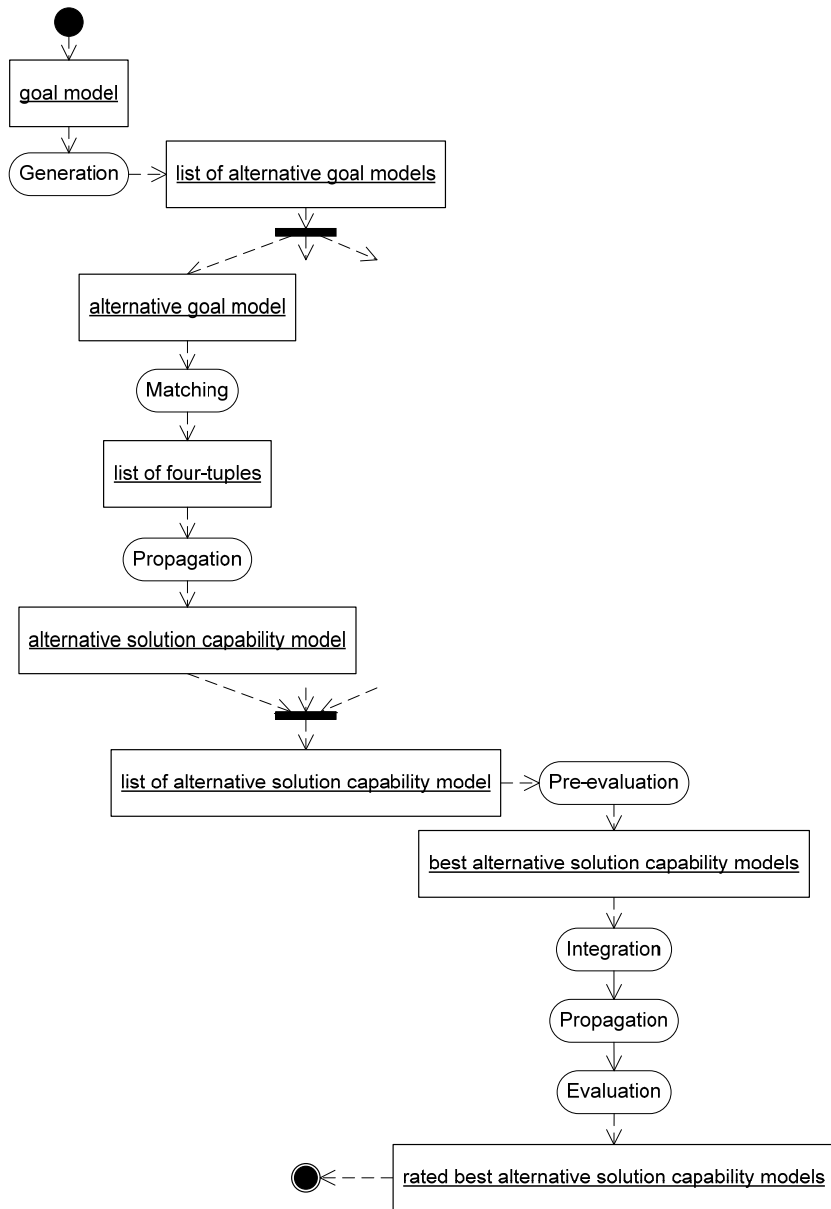 goal model
Generation
list of alternative goal models
alternative goal model
Matching
list of four-tuples
Propagation
alternative solution capability model
list of alternative solution capability model
Pre-evaluation
best alternative solution capability models
Integration
Propagation
Evaluation
rated best alternative solution capability models